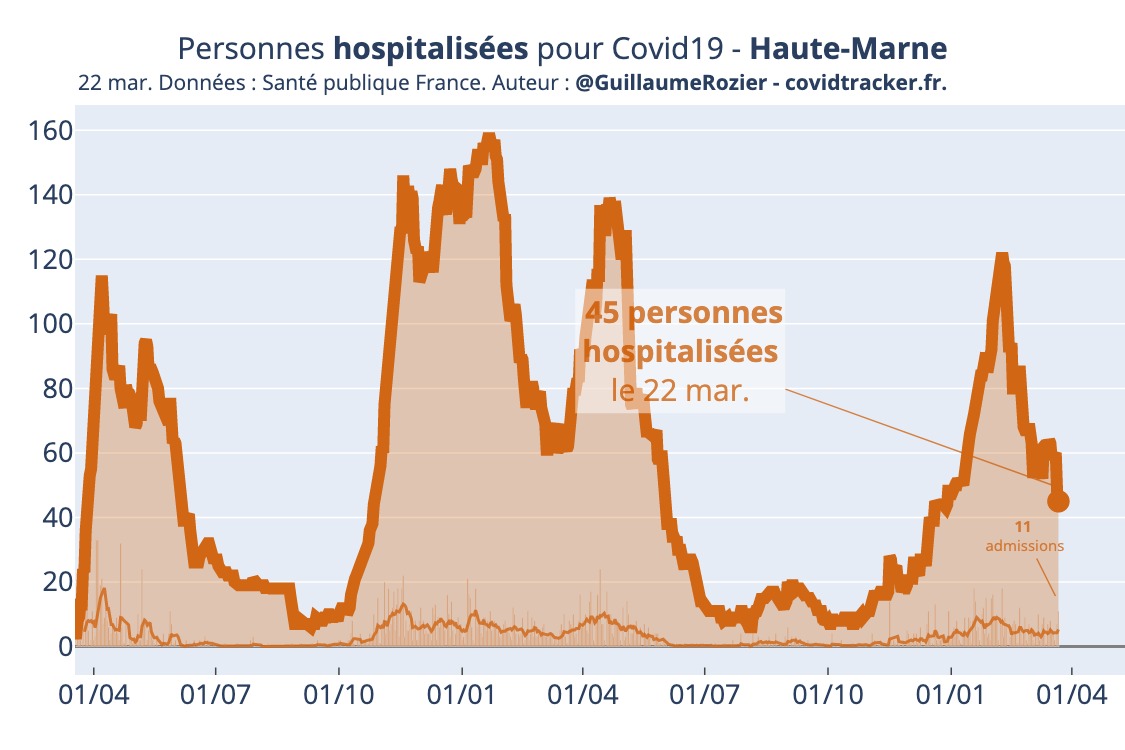 Personnes hospitalisées pour Covid19 - Haute-Marne
22 mar. Données : Santé publique France. Auteur : @GuillaumeRozier - covidtracker.fr.
160
140
120
100
80
60
40
20
0
45 personnes
hospitalisées
le 22 mar.
11
admissions
01/04 01/07 01/10 01/01 01/04 01/07 01/10 01/01 01/04